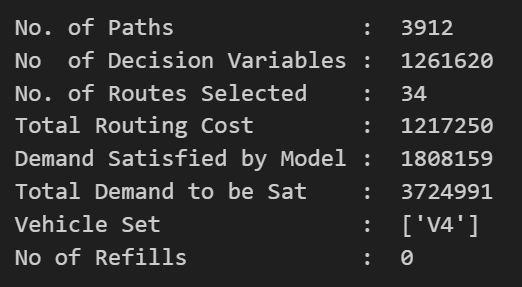 No. of Paths                : 3912
No  of Decision Variables : 1261620
No. of Routes Selected    : 34
Total Routing Cost        : 1217250
Demand Satisfied by Model : 1808159
Total Demand to be Sat    : 3724991
Vehicle Set               : ['V4']
No of Refills             : 0